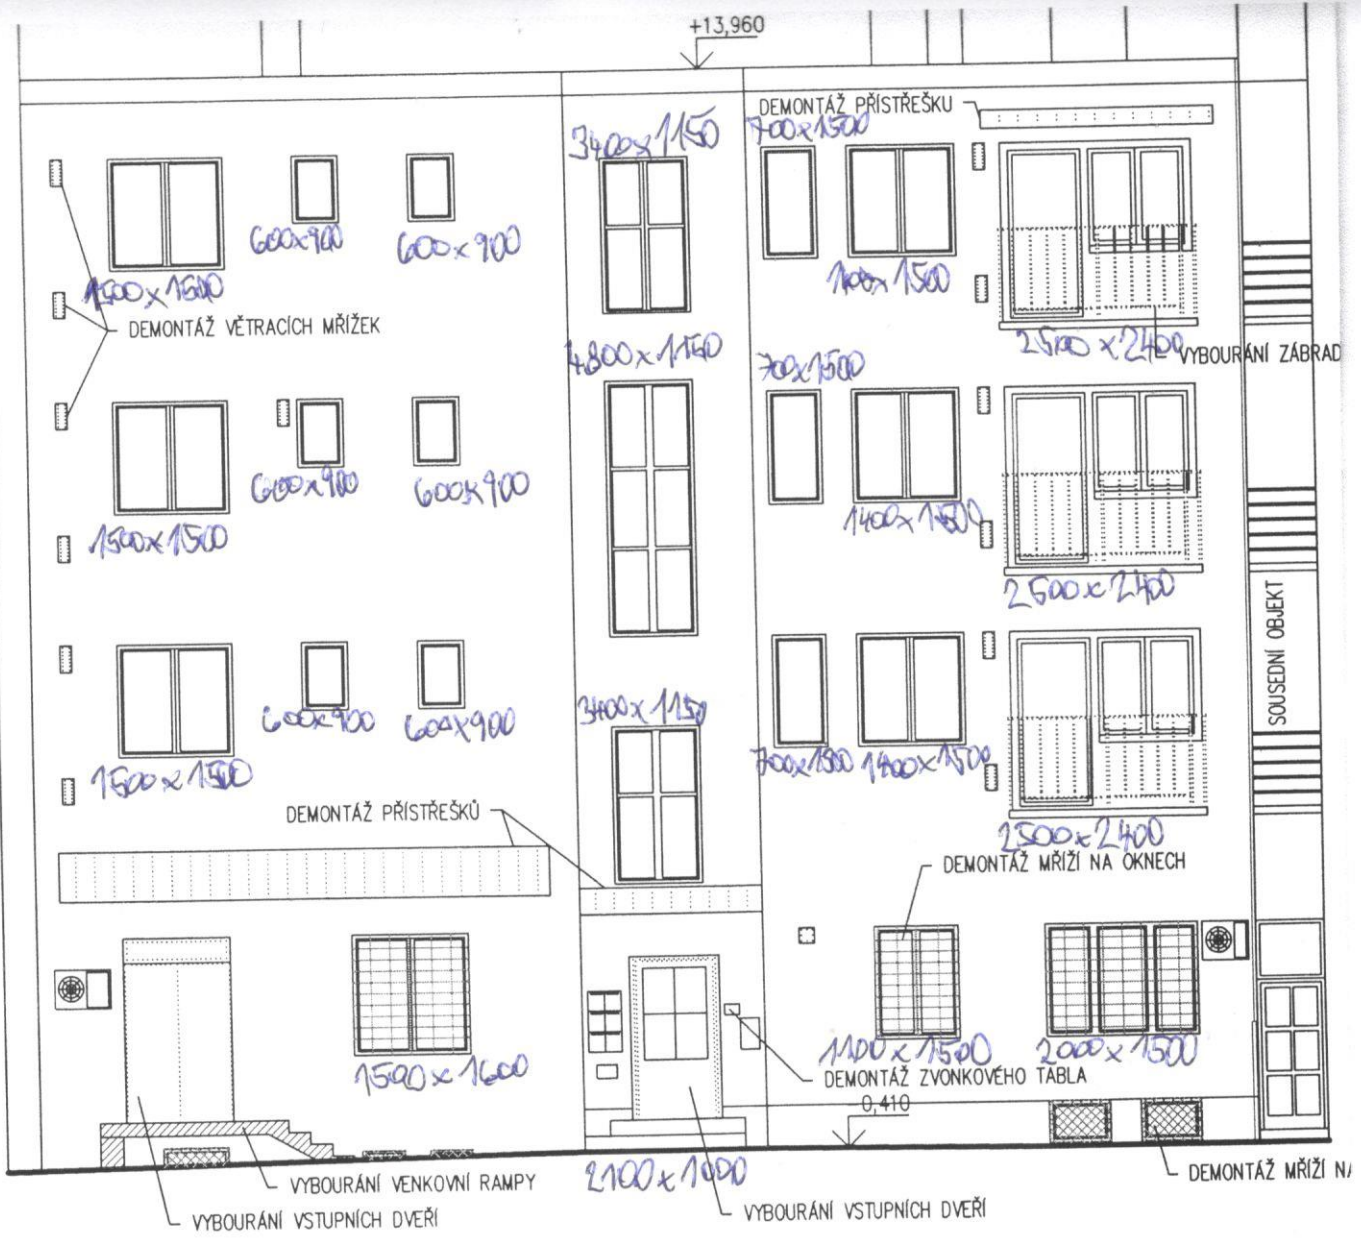 +13,960
DEMONTÁŽ PŘÍSTŘEŠKU
3400x1150
700x1500
600x900
600x900
1500x1500
1400x1500
DEMONTÁŽ VĚTRACÍCH MŘÍŽEK
2500x2400
VYBOURÁNÍ ZÁBRAD
4800x1150
700x1500
600x900
600x900
1500x1500
1400x1500
2500x2400
SOUSEDNÍ OBJEKT
3400x1150
600x900
600x900
1500x1500
700x1500
1400x1500
DEMONTÁŽ PŘÍSTŘEŠKŮ
2500x2400
DEMONTÁŽ MŘÍŽÍ NA OKNECH
1500x1600
1100x1500
2000x1500
DEMONTÁŽ ZVONKOVÉHO TABLA
-0,410
2100x1000
DEMONTÁŽ MŘÍŽÍ NA
VYBOURÁNÍ VENKOVNÍ RAMPY
VYBOURÁNÍ VSTUPNÍCH DVEŘÍ
VYBOURÁNÍ VSTUPNÍCH DVEŘÍ